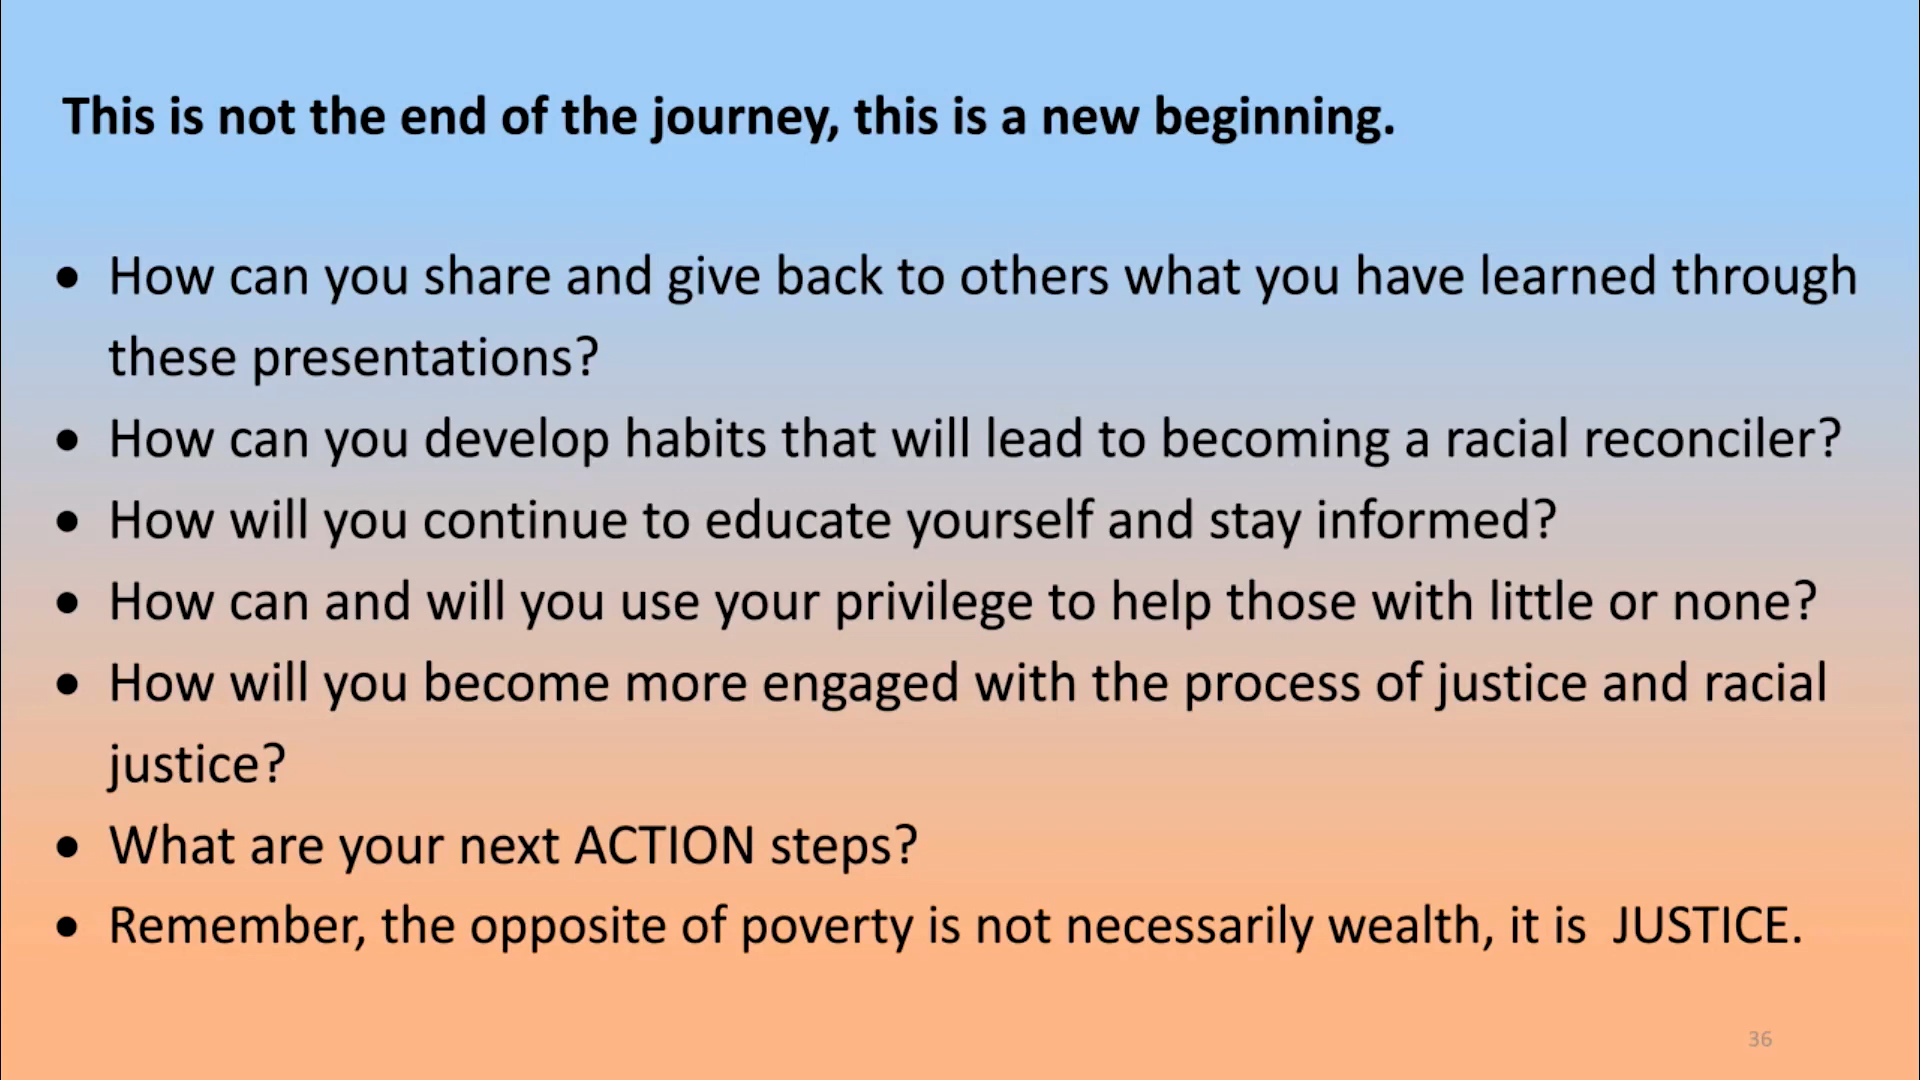 This is not the end of the journey, this is a new beginning.
• How can you share and give back to others what you have learned through
these presentations?
• How can you develop habits that will lead to becoming a racial reconciler?
• How will you continue to educate yourself and stay informed?
• How can and will you use your privilege to help those with little or none?
• How will you become more engaged with the process of justice and racial
justice?
• What are your next ACTION steps?
• Remember, the opposite of poverty is not necessarily wealth, it is  JUSTICE.
36